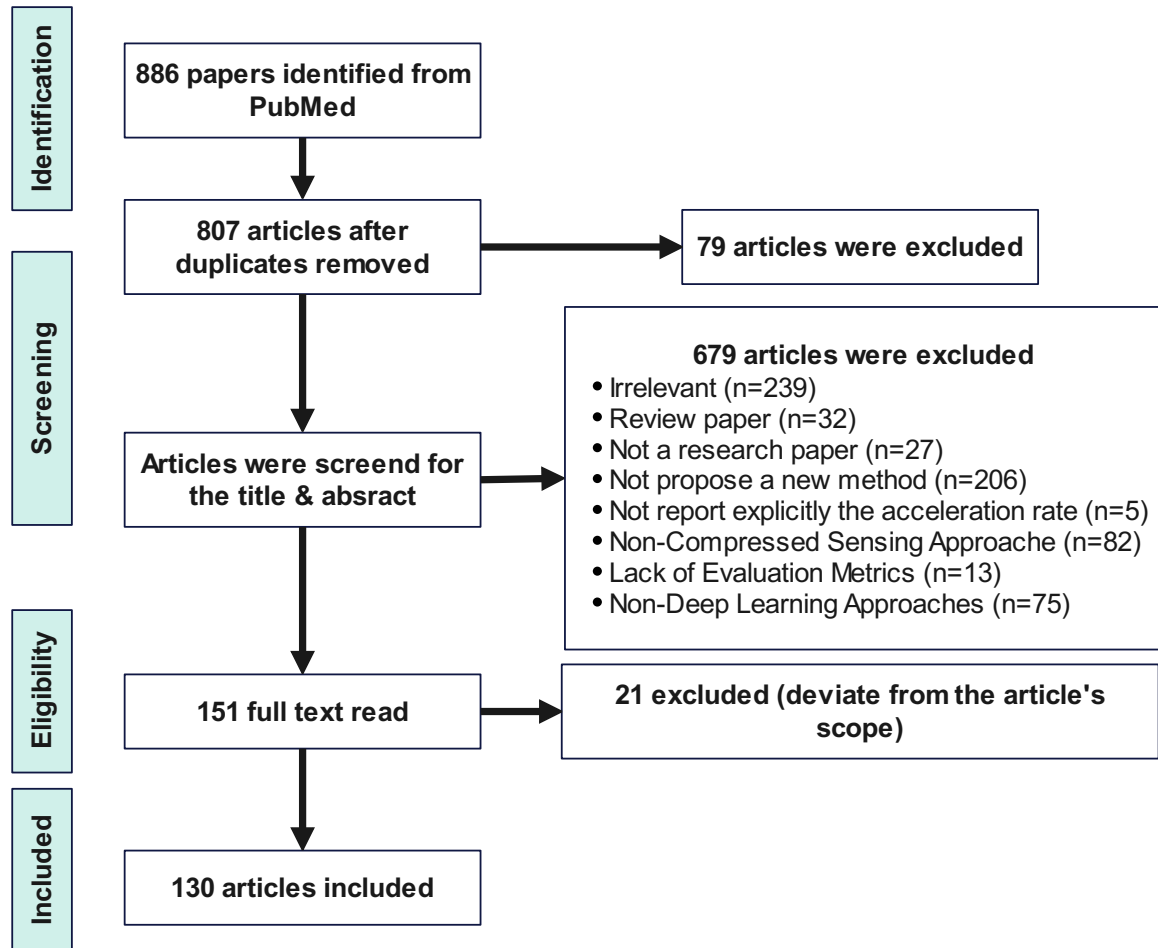 Identification
886 papers identified from
PubMed
807 articles after
duplicates removed
79 articles were excluded
Screening
Articles were screend for
the title & absract
679 articles were excluded
• Irrelevant (n=239)
• Review paper (n=32)
• Not a research paper (n=27)
• Not propose a new method (n=206)
• Not report explicitly the acceleration rate (n=5)
• Non-Compressed Sensing Approache (n=82)
• Lack of Evaluation Metrics (n=13)
• Non-Deep Learning Approaches (n=75)
Eligibility
151 full text read
21 excluded (deviate from the article's
scope)
Included
130 articles included